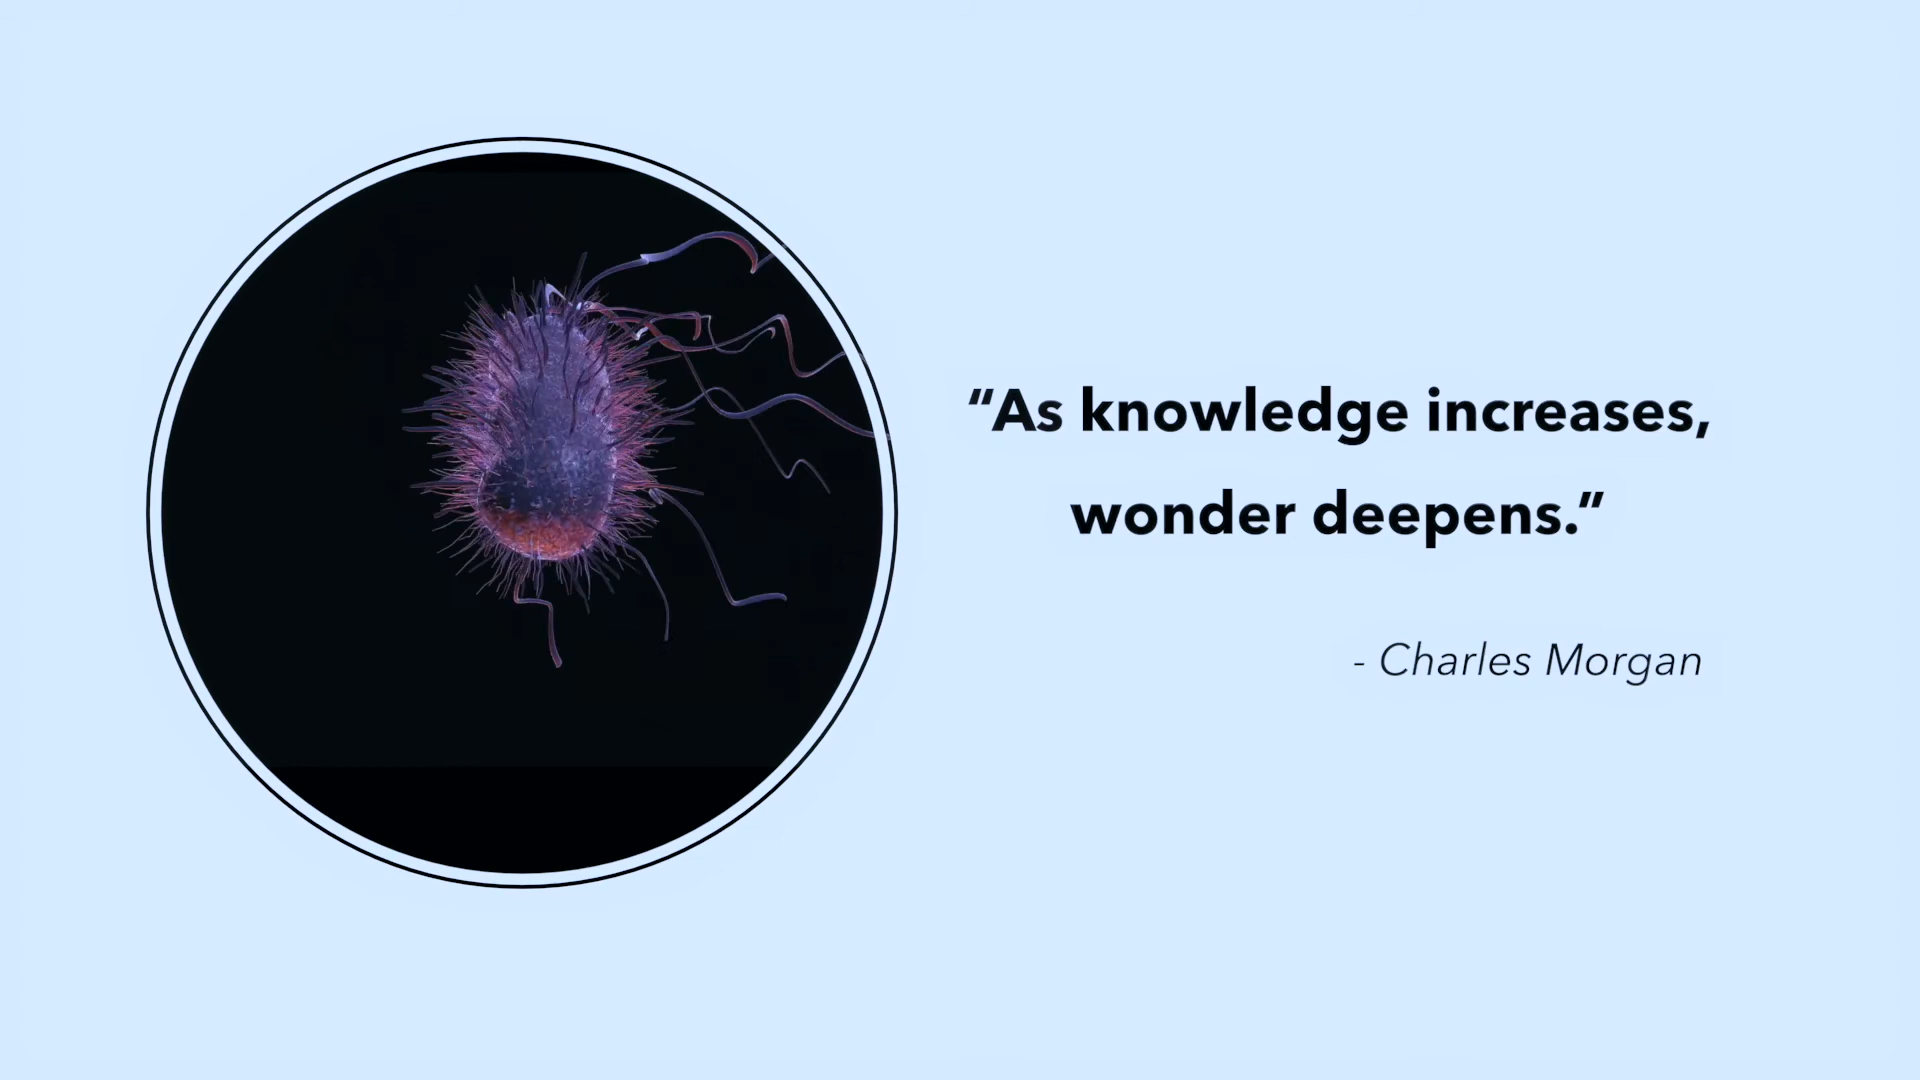 “As knowledge increases,
wonder deepens.”
- Charles Morgan